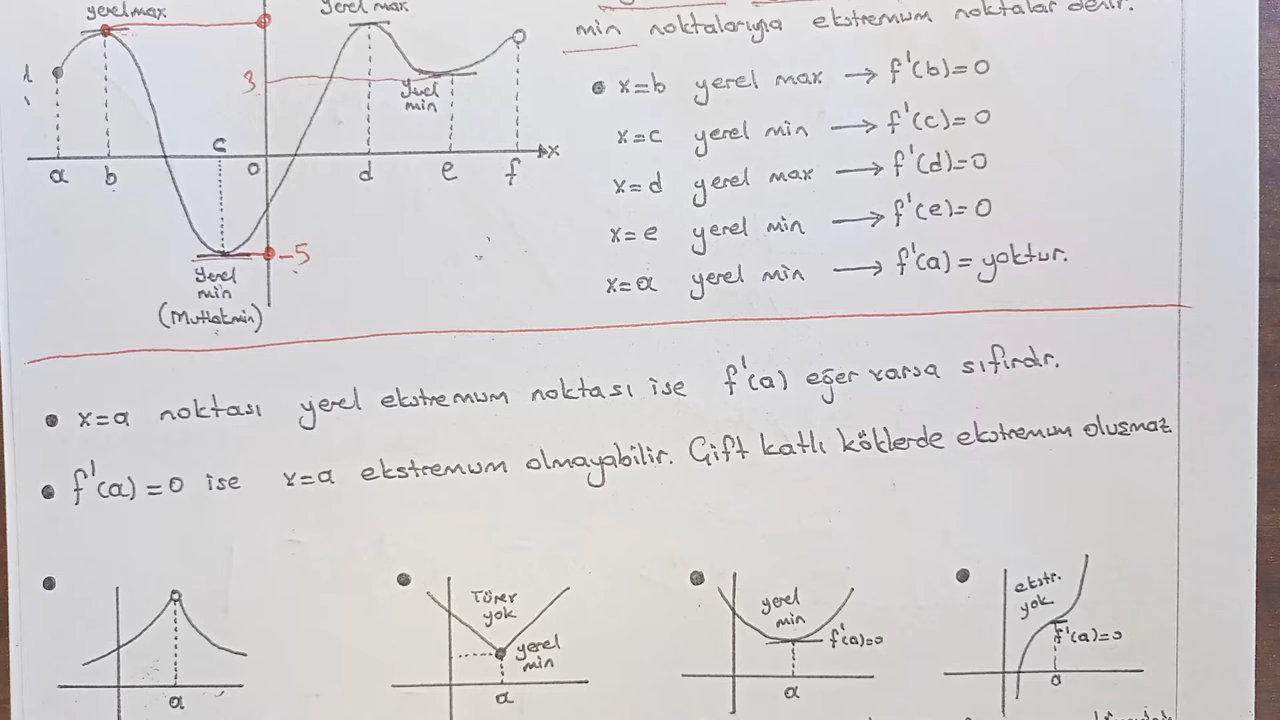 yerel max
yerel max
min noktalarıyla ekstremum noktalar denir.
1
3
yerel
min
c
a b o d e f x
-5
yerel
min
(Mutlak min)
• x=b yerel max → f'(b)=0
x=c yerel min → f'(c)=0
x=d yerel max → f'(d)=0
x=e yerel min → f'(e)=0
x=a yerel min → f'(a)=yoktur.
• x=a noktası yerel ekstremum noktası ise f'(a) eğer varsa sıfırdır.
• f'(a)=0 ise x=a ekstremum olmayabilir. Çift katlı köklerde ekstremum oluşmaz
a
Türev
yok
yerel
min
a
yerel
min
f'(a)=0
a
ekstr.
yok
f'(a)=0
a